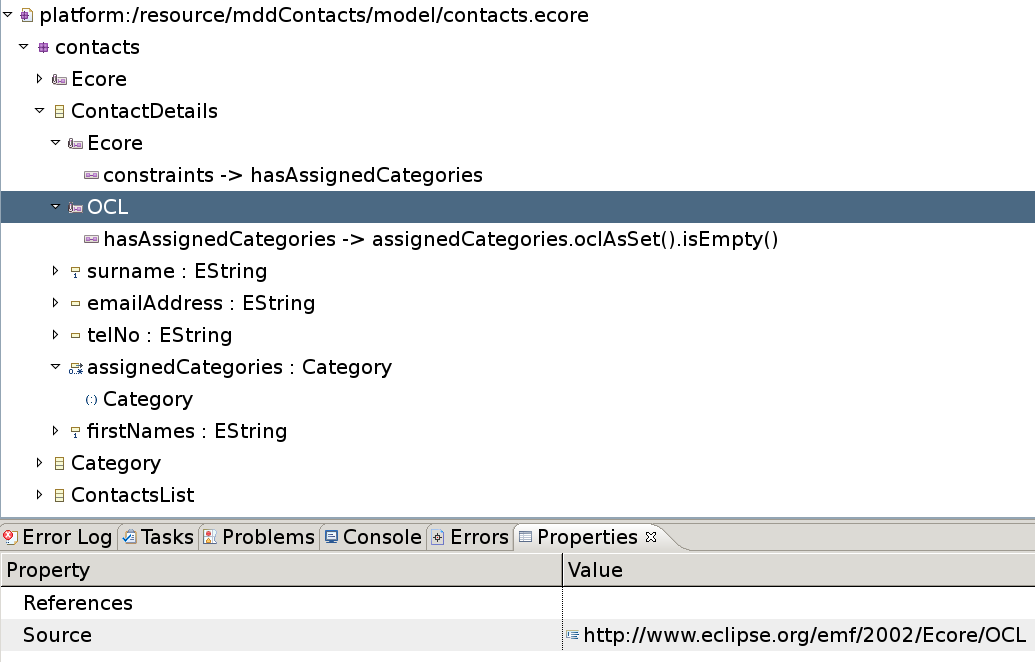 platform:/resource/mddContacts/model/contacts.ecore
contacts
Ecore
ContactDetails
Ecore
constraints -> hasAssignedCategories
OCL
hasAssignedCategories -> assignedCategories.oclAsSet().isEmpty()
surname : EString
emailAddress : EString
telNo : EString
assignedCategories : Category
Category
firstNames : EString
Category
ContactsList
Error Log Tasks Problems Console Errors Properties
Property Value
References
Source http://www.eclipse.org/emf/2002/Ecore/OCL